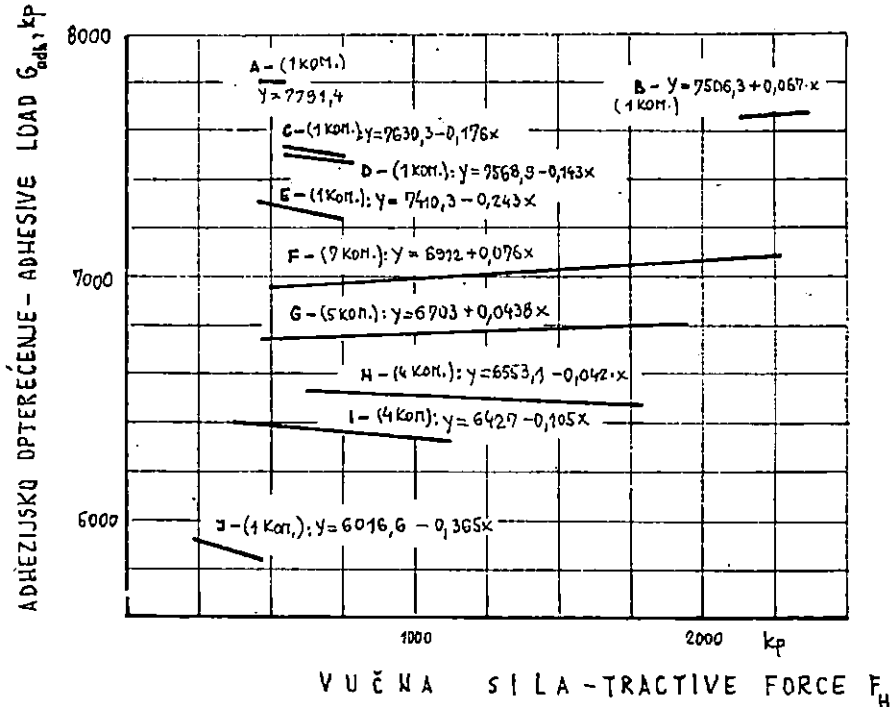 ADHEZIJSKO OPTEREĆENJE - ADHESIVE LOAD Gadh, kp
8000
7000
6000
A - (1 KOM.)
y = 7791,4
B - y = 7506,3 + 0,067·x
(1 KOM.)
C - (1 KOM.): y = 7630,3 - 0,176x
D - (1 KOM.): y = 7568,9 - 0,143x
E - (1 KOM.): y = 7410,3 - 0,243x
F - (7 KOM.): y = 6922 + 0,076x
G - (5 KOM.): y = 6703 + 0,0438x
H - (4 KOM.): y = 6553,1 - 0,042·x
I - (4 KOM): y = 6427 - 0,105x
J - (1 KOM.): y = 6016,6 - 0,365x
1000 2000 kp
VUČNA SILA - TRACTIVE FORCE FH